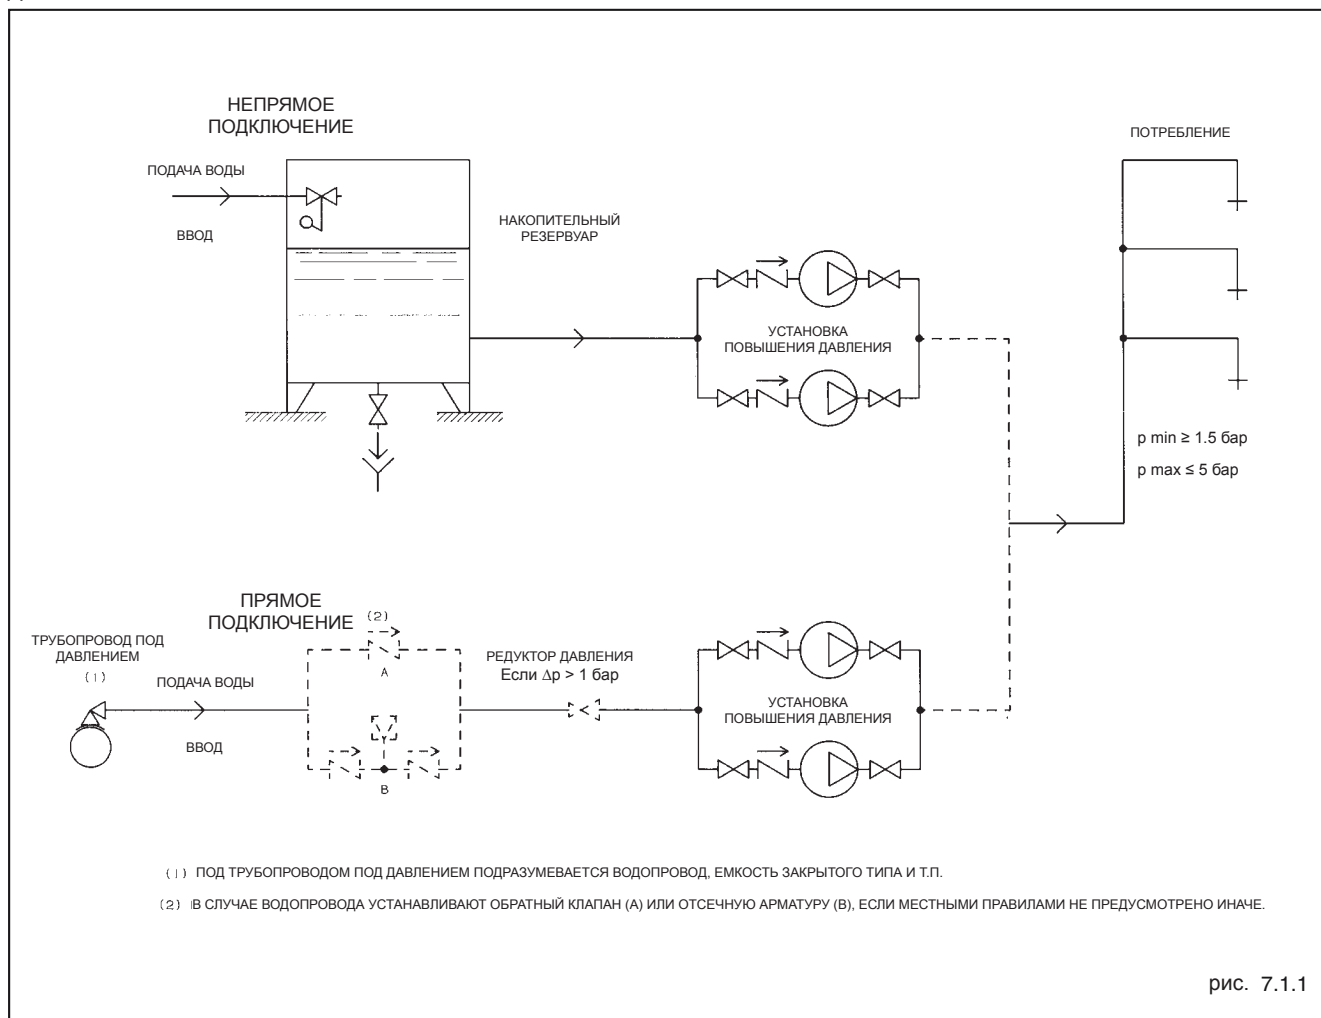 НЕПРЯМОЕ
ПОДКЛЮЧЕНИЕ
ПОДАЧА ВОДЫ
ВВОД
НАКОПИТЕЛЬНЫЙ
РЕЗЕРВУАР
УСТАНОВКА
ПОВЫШЕНИЯ ДАВЛЕНИЯ
ПОТРЕБЛЕНИЕ
p min ≥ 1.5 бар
p max ≤ 5 бар
ПРЯМОЕ
ПОДКЛЮЧЕНИЕ
(2)
A
B
ТРУБОПРОВОД ПОД
ДАВЛЕНИЕМ
(1)
ПОДАЧА ВОДЫ
ВВОД
РЕДУКТОР ДАВЛЕНИЯ
Если Δp > 1 бар
УСТАНОВКА
ПОВЫШЕНИЯ ДАВЛЕНИЯ
(1) ПОД ТРУБОПРОВОДОМ ПОД ДАВЛЕНИЕМ ПОДРАЗУМЕВАЕТСЯ ВОДОПРОВОД, ЕМКОСТЬ ЗАКРЫТОГО ТИПА И Т.П.
(2) В СЛУЧАЕ ВОДОПРОВОДА УСТАНАВЛИВАЮТ ОБРАТНЫЙ КЛАПАН (А) ИЛИ ОТСЕЧНУЮ АРМАТУРУ (В), ЕСЛИ МЕСТНЫМИ ПРАВИЛАМИ НЕ ПРЕДУСМОТРЕНО ИНАЧЕ.
рис. 7.1.1